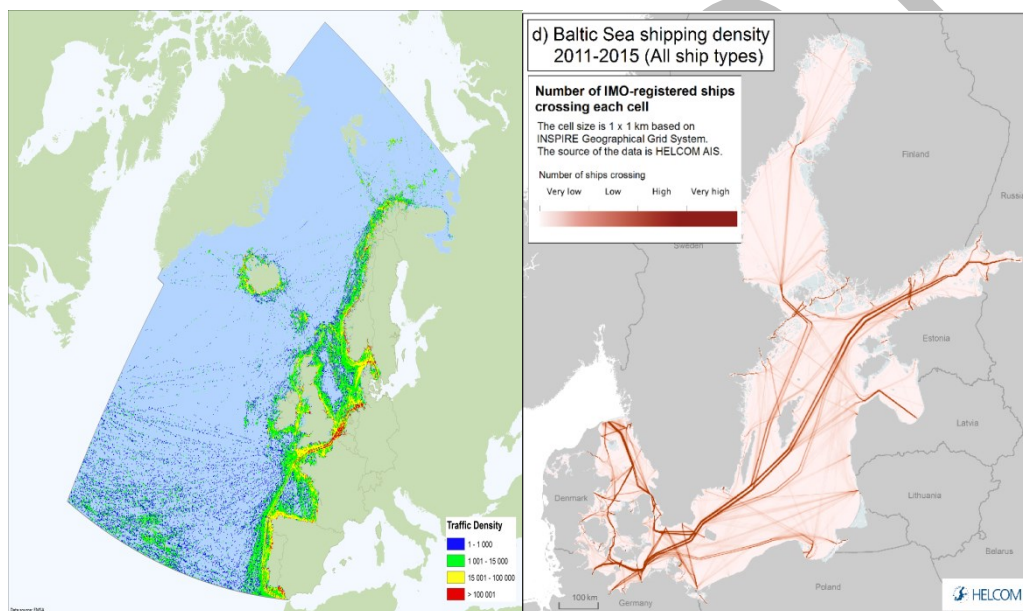 Traffic Density
1 - 1 000
1 001 - 15 000
15 001 - 100 000
> 100 001
d) Baltic Sea shipping density
2011-2015 (All ship types)
Number of IMO-registered ships
crossing each cell
The cell size is 1 x 1 km based on
INSPIRE Geographical Grid System.
The source of the data is HELCOM AIS.
Number of ships crossing
Very low Low High Very high
Finland
Russia
Sweden
Estonia
Latvia
Denmark
Lithuania
Belarus
Poland
Germany
100 km
HELCOM